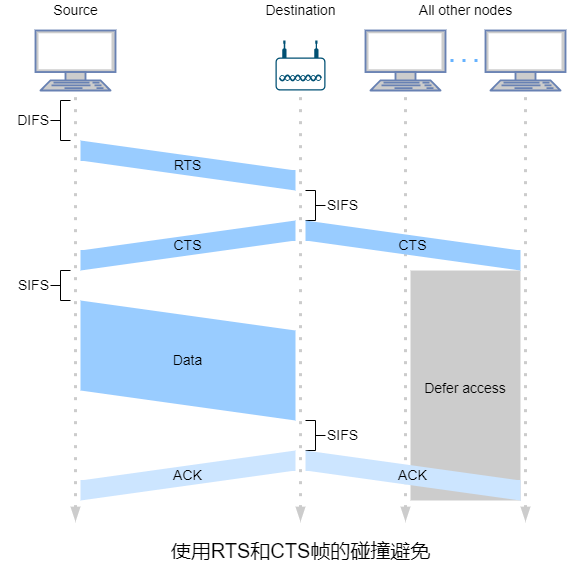 Source
Destination
All other nodes
DIFS
RTS
SIFS
CTS
CTS
SIFS
Data
Defer access
SIFS
ACK
ACK
使用RTS和CTS帧的碰撞避免